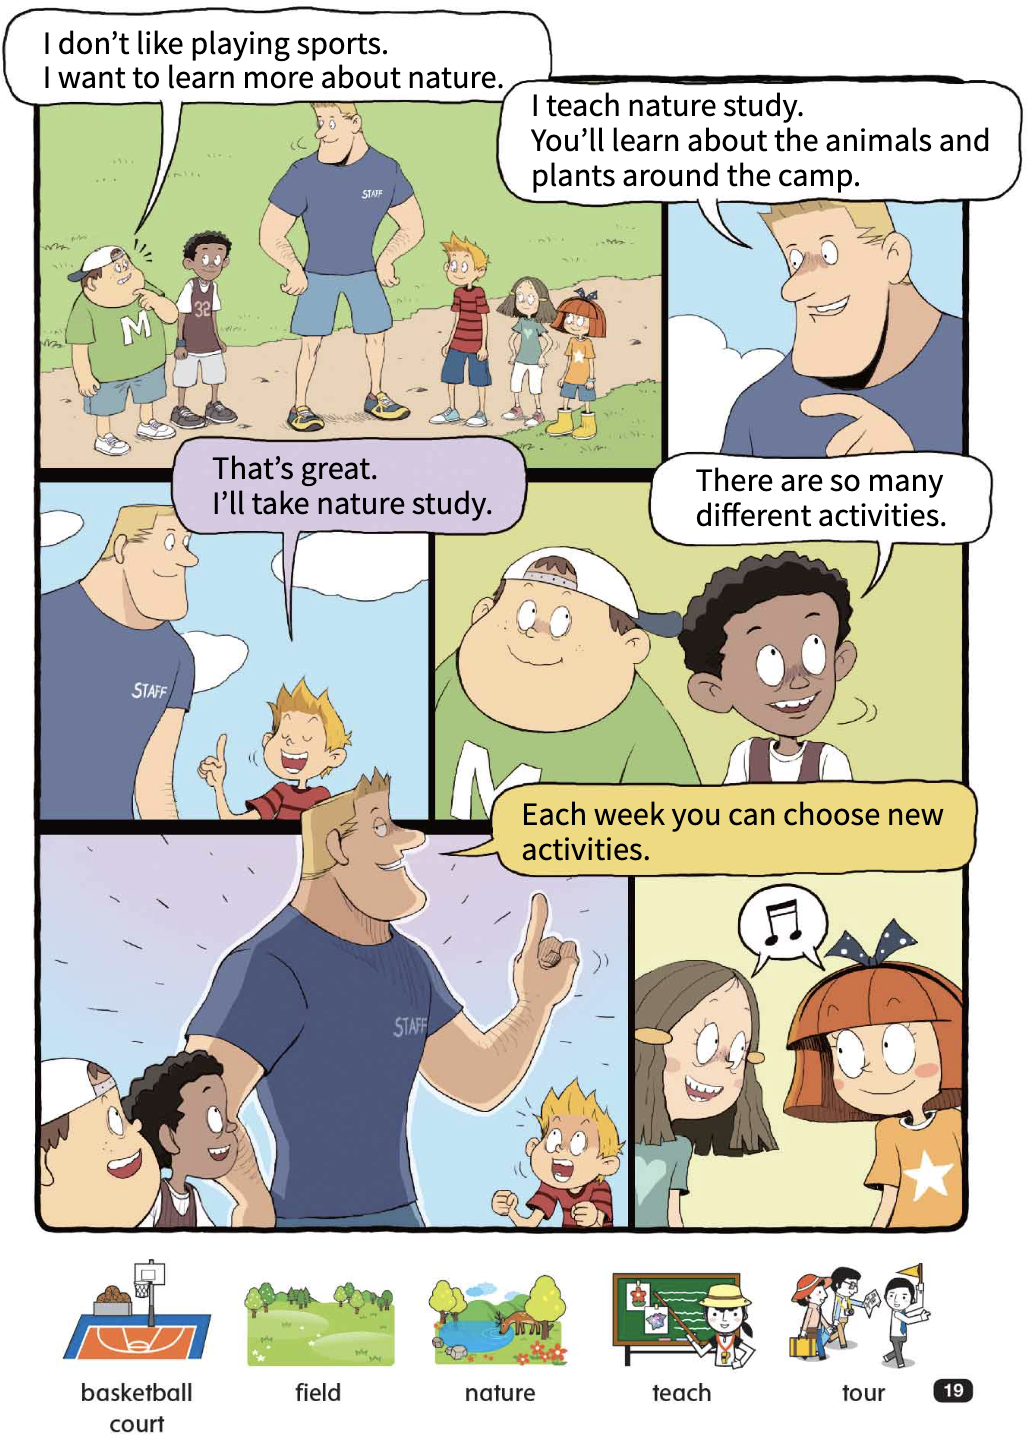 I don't like playing sports.
I want to learn more about nature.
I teach nature study.
You'll learn about the animals and
plants around the camp.
STAFF
32
M
That's great.
I'll take nature study.
There are so many
different activities.
STAFF
M
Each week you can choose new
activities.
STAFF
basketball
court
field
nature
teach
tour
19